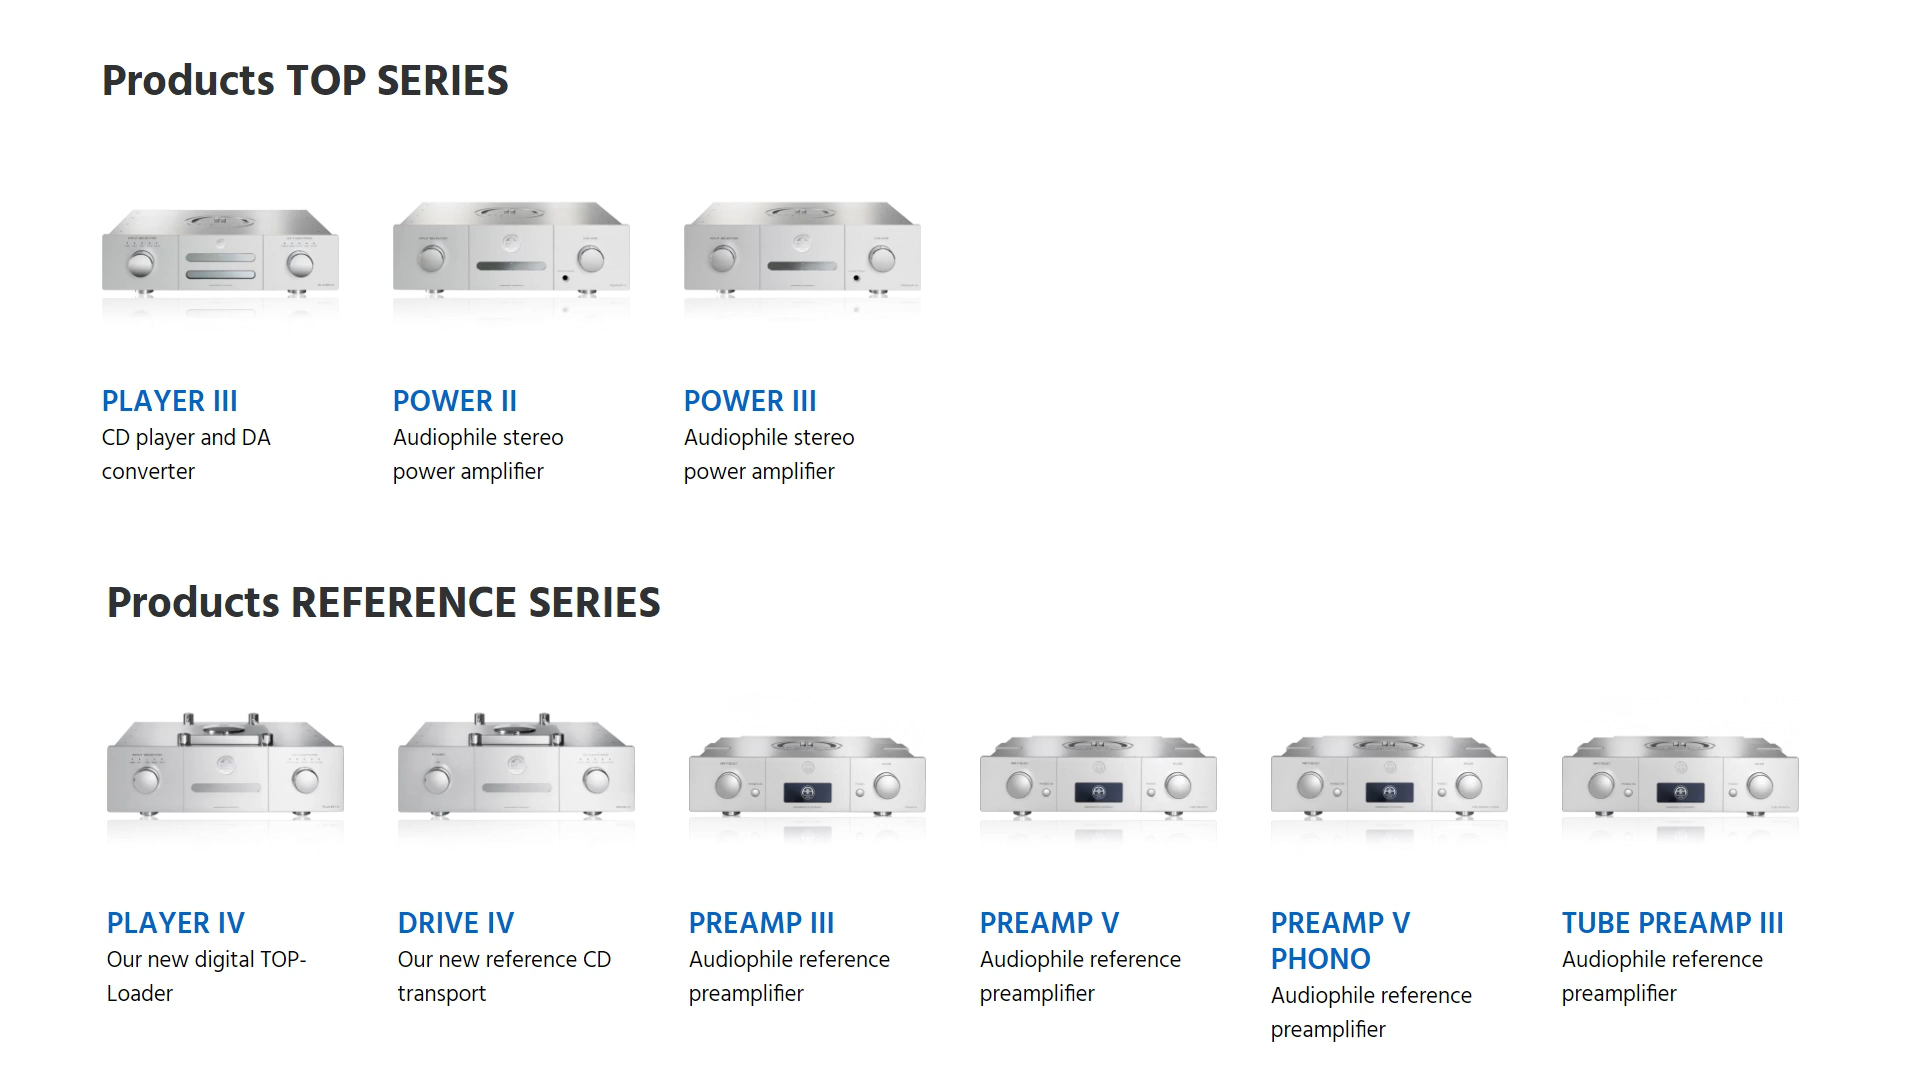 Products TOP SERIES
PLAYER III
CD player and DA
converter
POWER II
Audiophile stereo
power amplifier
POWER III
Audiophile stereo
power amplifier
Products REFERENCE SERIES
PLAYER IV
Our new digital TOP-
Loader
DRIVE IV
Our new reference CD
transport
PREAMP III
Audiophile reference
preamplifier
PREAMP V
Audiophile reference
preamplifier
PREAMP V
PHONO
Audiophile reference
preamplifier
TUBE PREAMP III
Audiophile reference
preamplifier